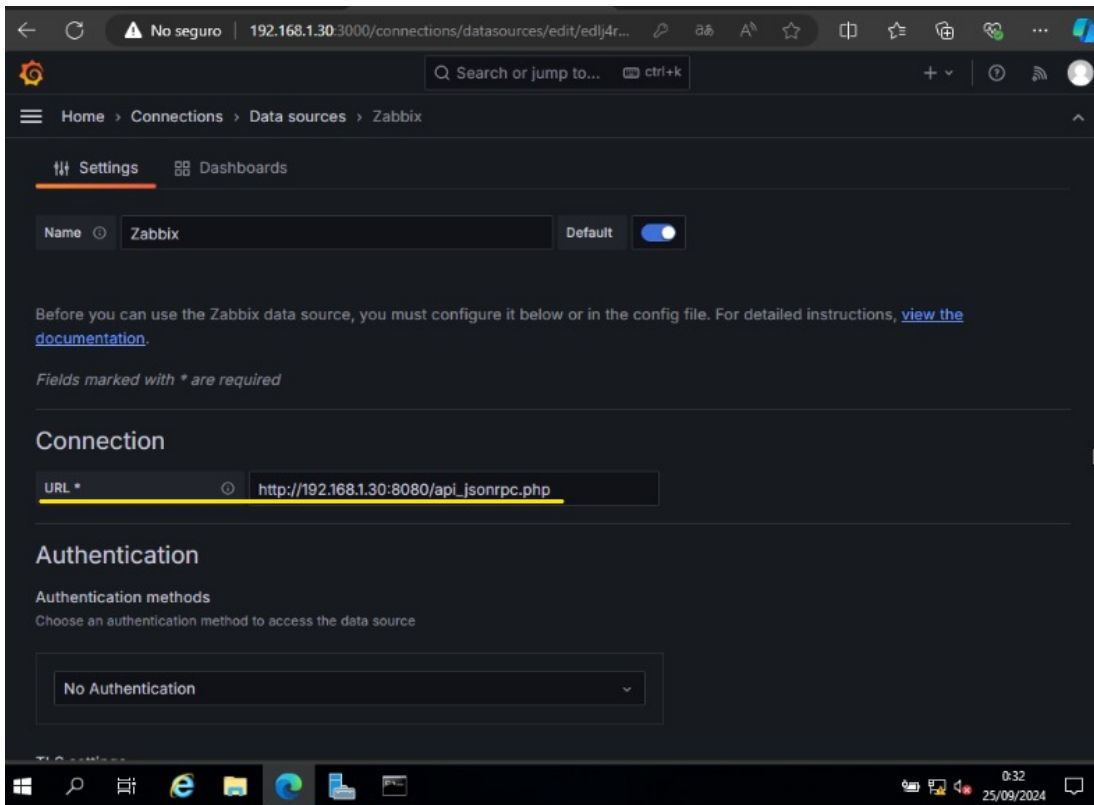 No seguro 192.168.1.30:3000/connections/datasources/edit/edlj4r...
Search or jump to... ctrl+k
Home › Connections › Data sources › Zabbix
Settings Dashboards
Name Zabbix Default
Before you can use the Zabbix data source, you must configure it below or in the config file. For detailed instructions, view the
documentation.
Fields marked with * are required
Connection
URL * http://192.168.1.30:8080/api_jsonrpc.php
Authentication
Authentication methods
Choose an authentication method to access the data source
No Authentication
TLS settings
0:32
25/09/2024